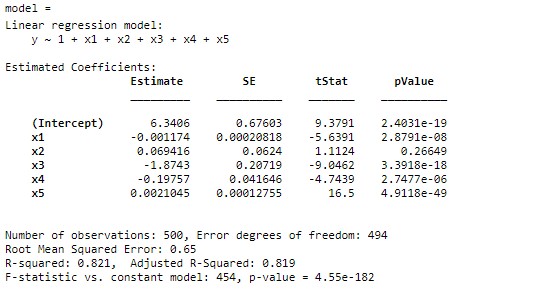 model =
Linear regression model:
y ~ 1 + x1 + x2 + x3 + x4 + x5
Estimated Coefficients:
Estimate SE tStat pValue
(Intercept) 6.3406 0.67603 9.3791 2.4031e-19
x1 -0.001174 0.00020818 -5.6391 2.8791e-08
x2 0.069416 0.0624 1.1124 0.26649
x3 -1.8743 0.20719 -9.0462 3.3918e-18
x4 -0.19757 0.041646 -4.7439 2.7477e-06
x5 0.0021045 0.00012755 16.5 4.9118e-49
Number of observations: 500, Error degrees of freedom: 494
Root Mean Squared Error: 0.65
R-squared: 0.821, Adjusted R-Squared: 0.819
F-statistic vs. constant model: 454, p-value = 4.55e-182